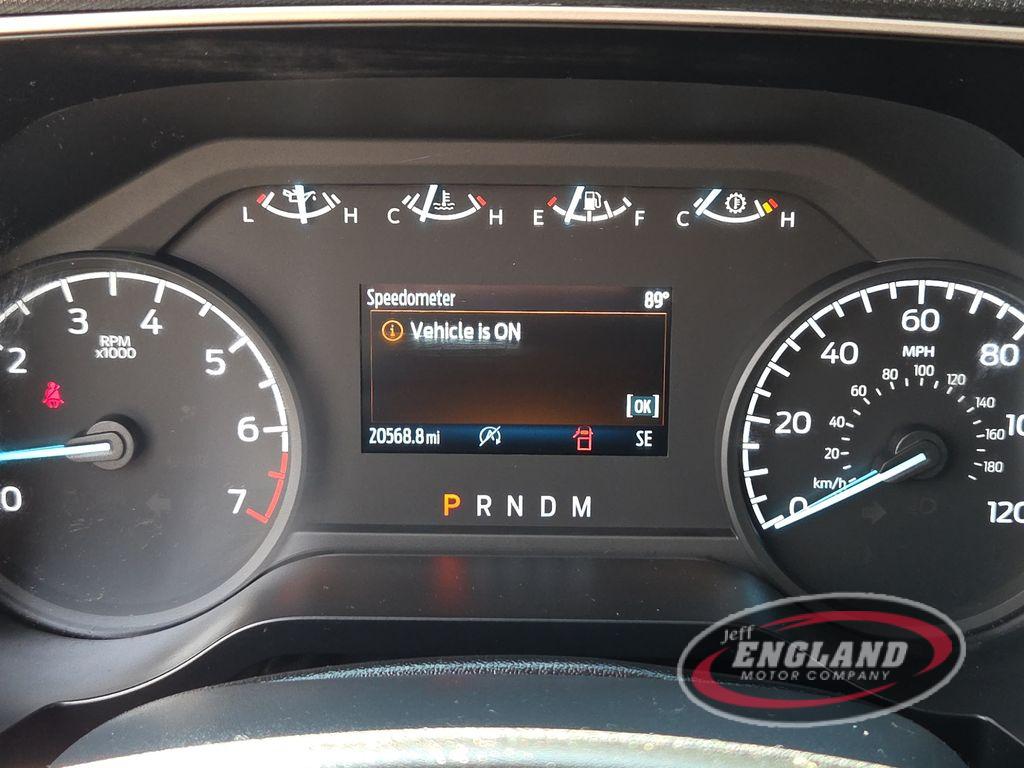 L H C H E F C H
Speedometer 89°
Vehicle is ON
[OK]
20568.8 mi SE
P R N D M
0 2 3 4 5 6 7
RPM
x1000
0 20 40 60 80 120
MPH
km/h 20 40 60 80 100 120 140 160 180
Jeff
ENGLAND
MOTOR COMPANY